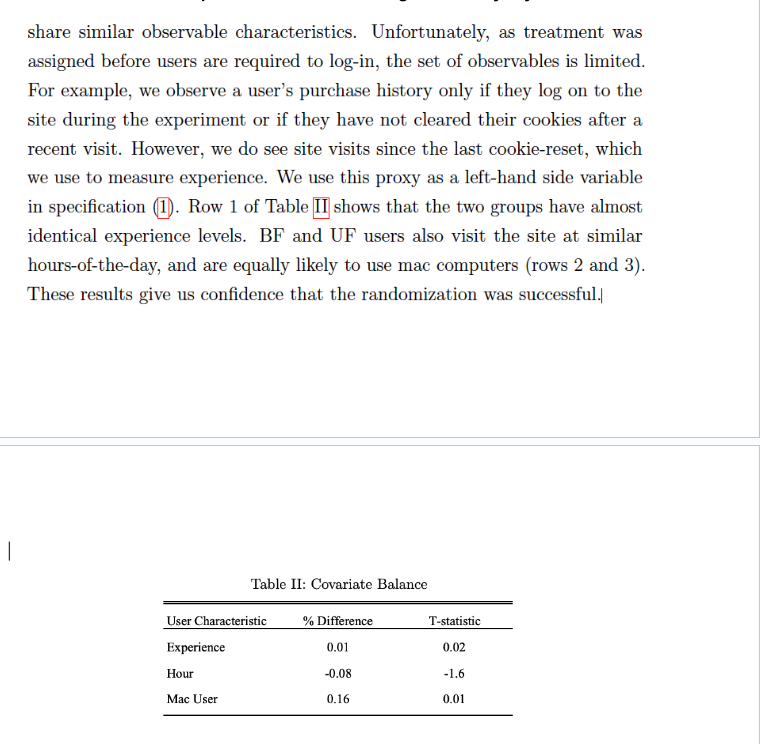 share similar observable characteristics. Unfortunately, as treatment was
assigned before users are required to log-in, the set of observables is limited.
For example, we observe a user's purchase history only if they log on to the
site during the experiment or if they have not cleared their cookies after a
recent visit. However, we do see site visits since the last cookie-reset, which
we use to measure experience. We use this proxy as a left-hand side variable
in specification (1). Row 1 of Table II shows that the two groups have almost
identical experience levels. BF and UF users also visit the site at similar
hours-of-the-day, and are equally likely to use mac computers (rows 2 and 3).
These results give us confidence that the randomization was successful.
Table II: Covariate Balance
User Characteristic % Difference T-statistic
Experience 0.01 0.02
Hour -0.08 -1.6
Mac User 0.16 0.01